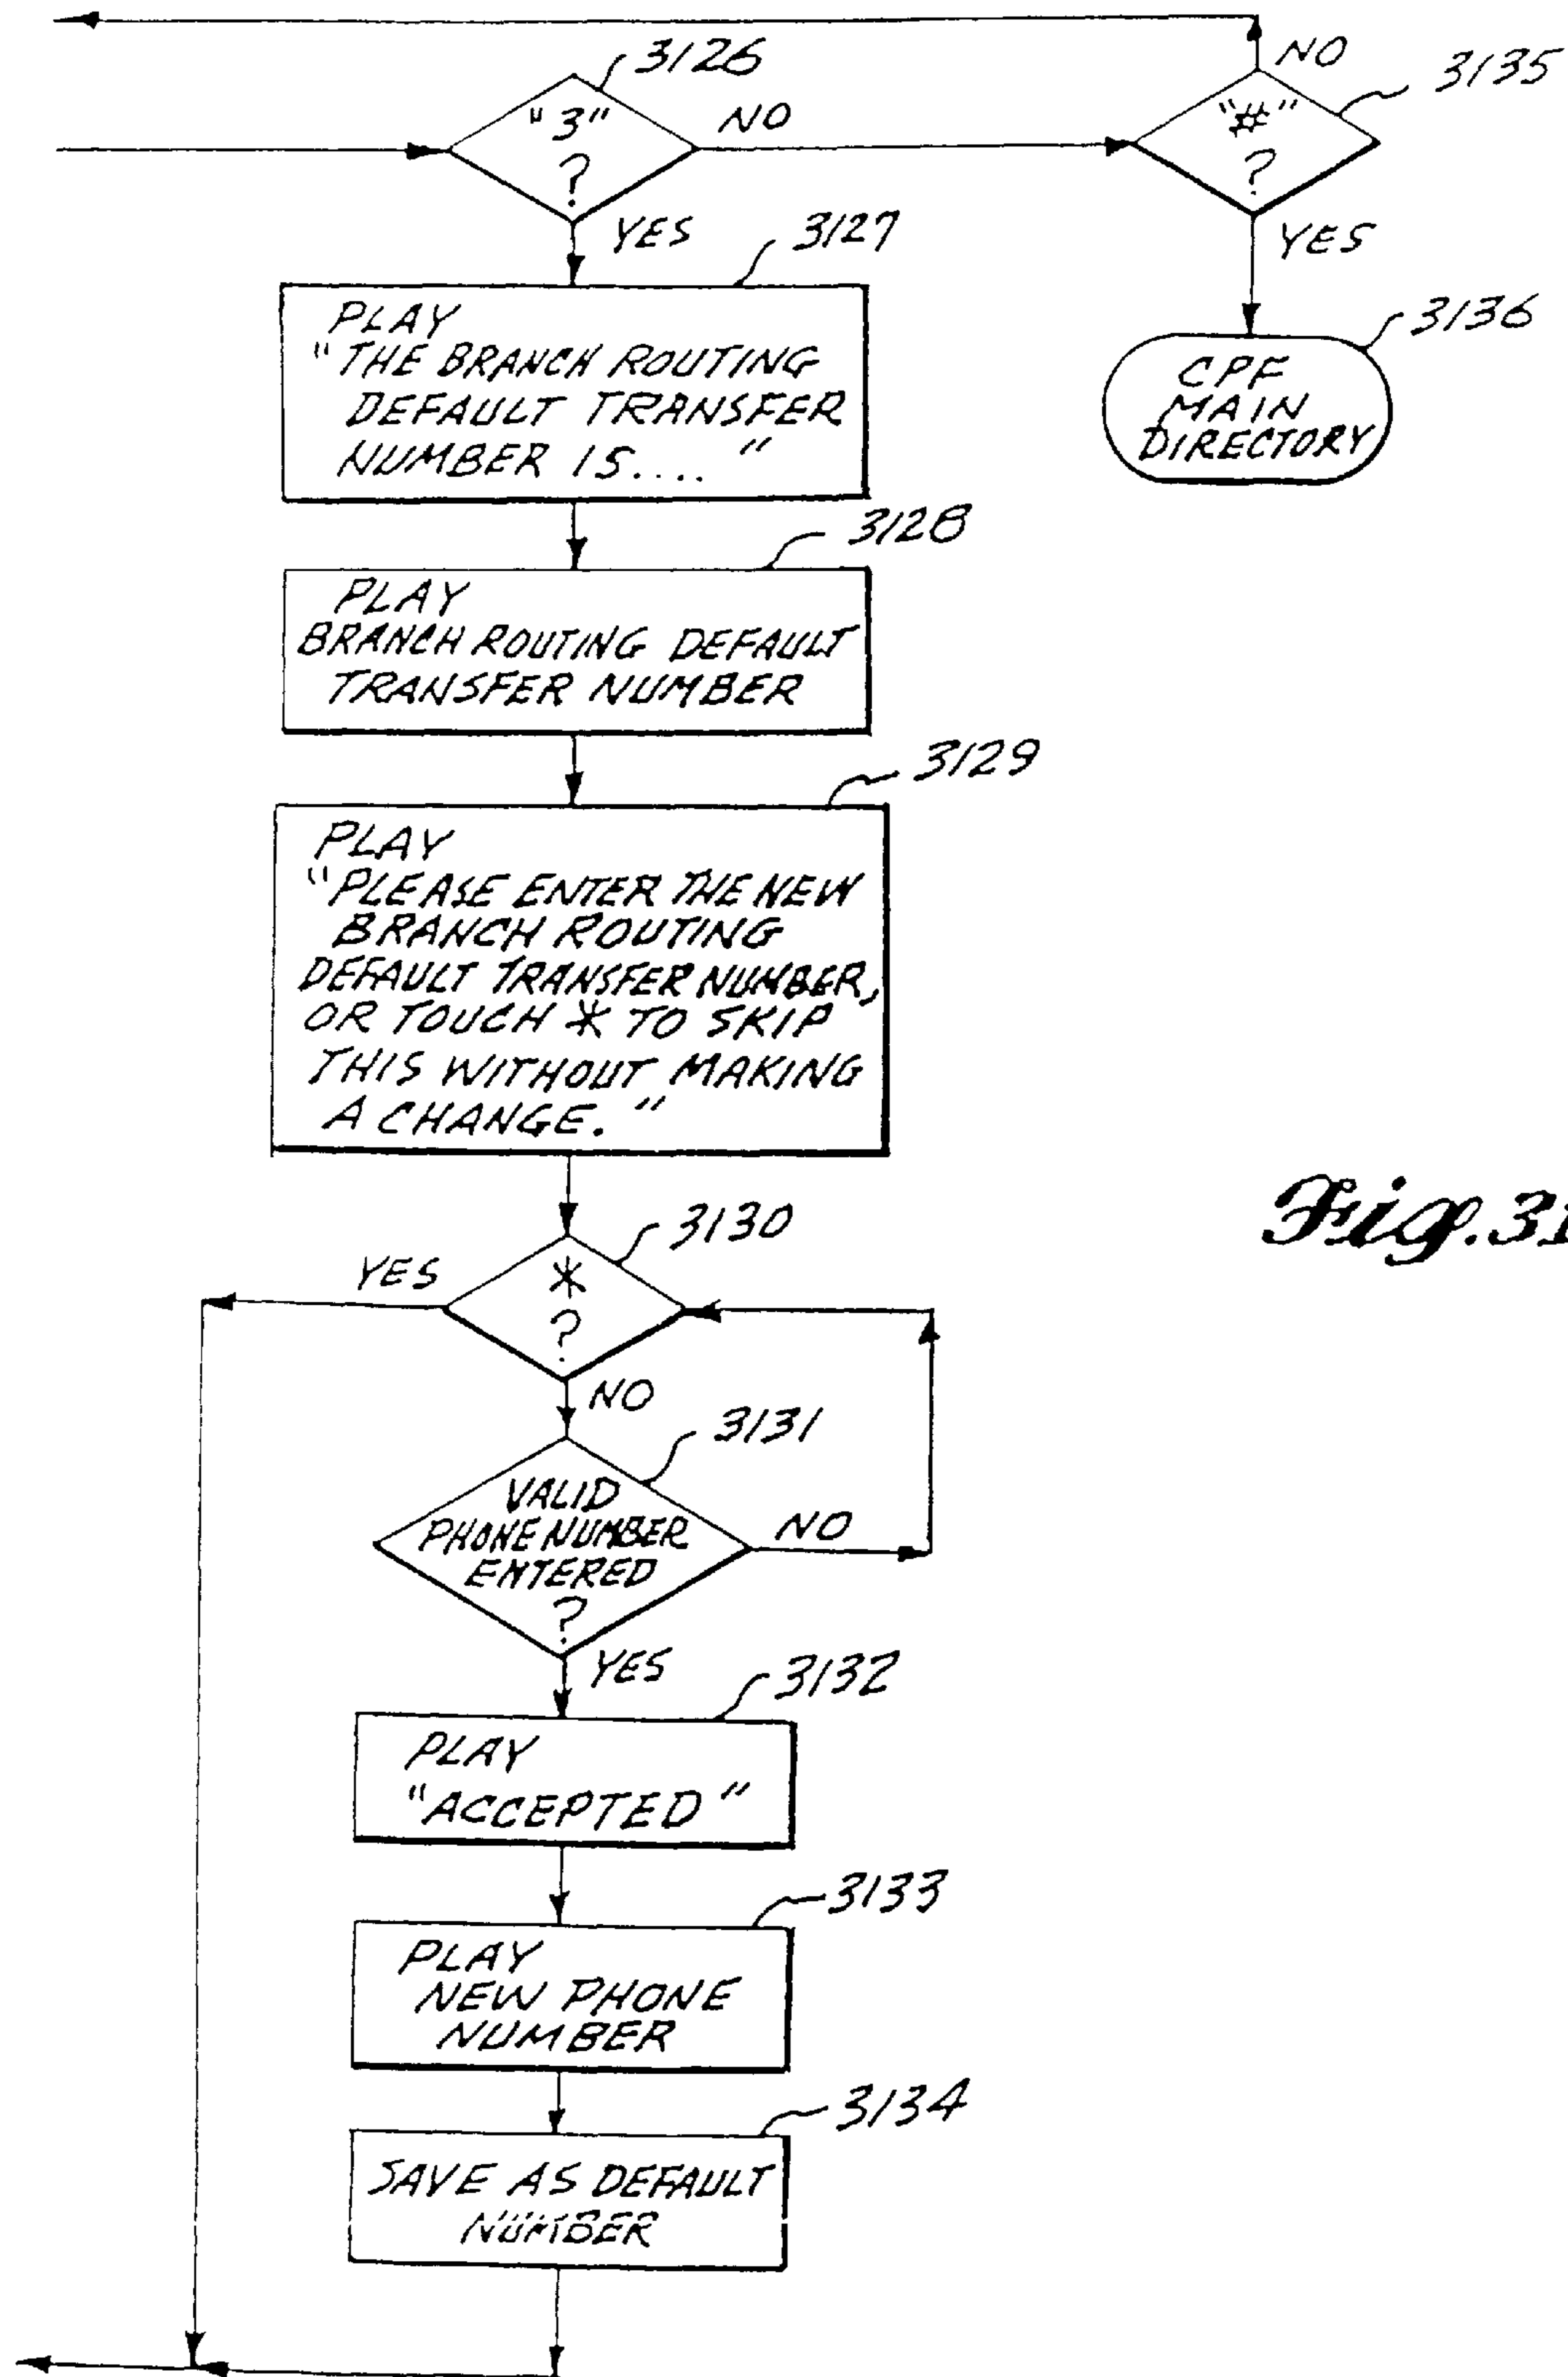 3126
"3"
?
NO
YES
NO
3135
"#"
?
YES
3136
CPF
MAIN
DIRECTORY
3127
PLAY
"THE BRANCH ROUTING
DEFAULT TRANSFER
NUMBER IS...."
3128
PLAY
BRANCH ROUTING DEFAULT
TRANSFER NUMBER
3129
PLAY
"PLEASE ENTER THE NEW
BRANCH ROUTING
DEFAULT TRANSFER NUMBER,
OR TOUCH * TO SKIP
THIS WITHOUT MAKING
A CHANGE."
3130
YES
*
?
NO
3131
VALID
PHONE NUMBER
ENTERED
?
NO
YES
3132
PLAY
"ACCEPTED"
3133
PLAY
NEW PHONE
NUMBER
3134
SAVE AS DEFAULT
NUMBER